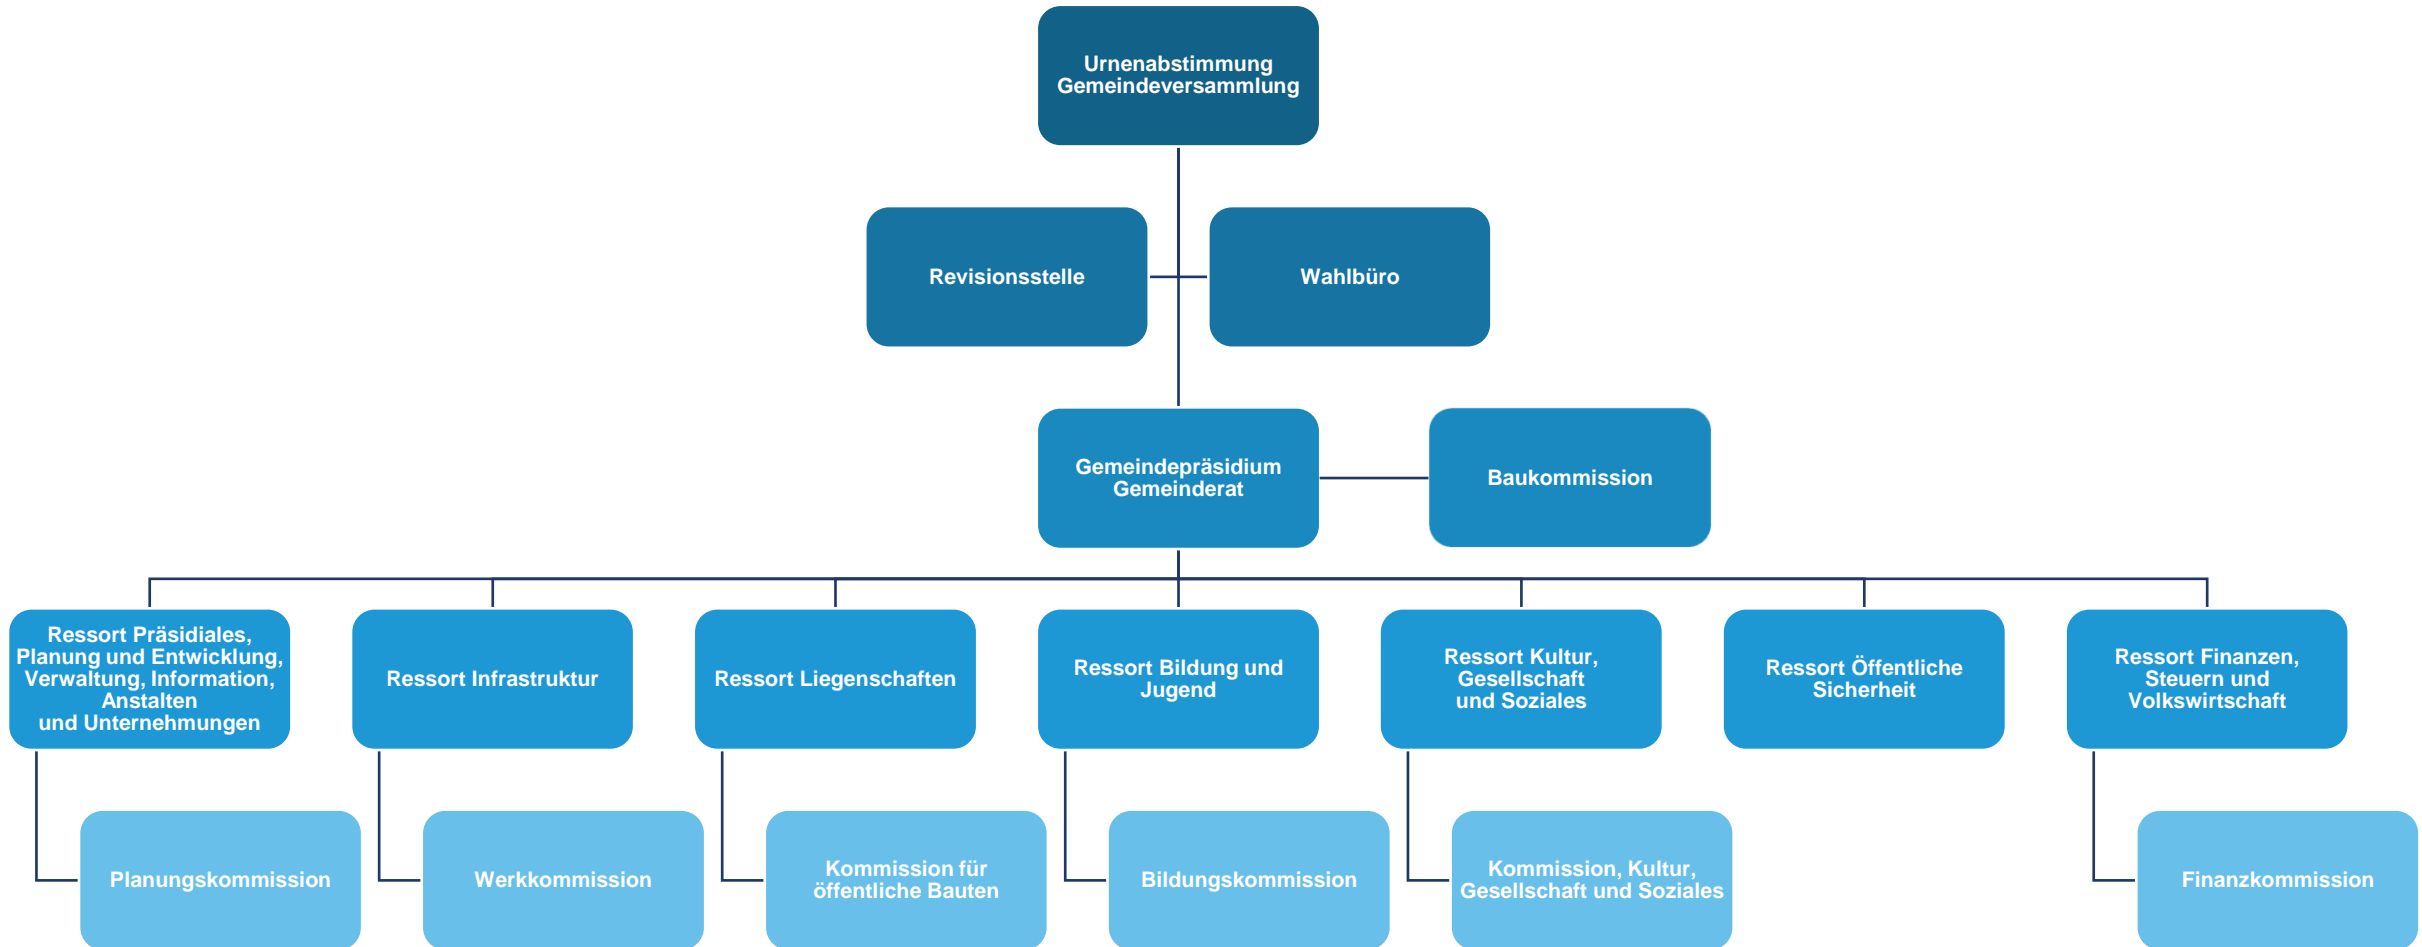 Urnenabstimmung
Gemeindeversammlung
Revisionsstelle
Wahlbüro
Gemeindepräsidium
Gemeinderat
Baukommission
Ressort Präsidiales,
Planung und Entwicklung,
Verwaltung, Information,
Anstalten
und Unternehmungen
Ressort Infrastruktur
Ressort Liegenschaften
Ressort Bildung und
Jugend
Ressort Kultur,
Gesellschaft
und Soziales
Ressort Öffentliche
Sicherheit
Ressort Finanzen,
Steuern und
Volkswirtschaft
Planungskommission
Werkkommission
Kommission für
öffentliche Bauten
Bildungskommission
Kommission, Kultur,
Gesellschaft und Soziales
Finanzkommission